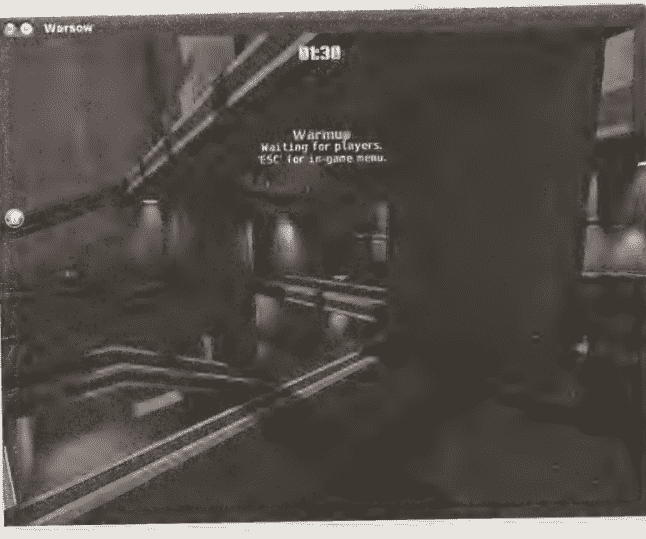 Warsow
01:30
Warmup
Waiting for players.
'ESC' for in-game menu.